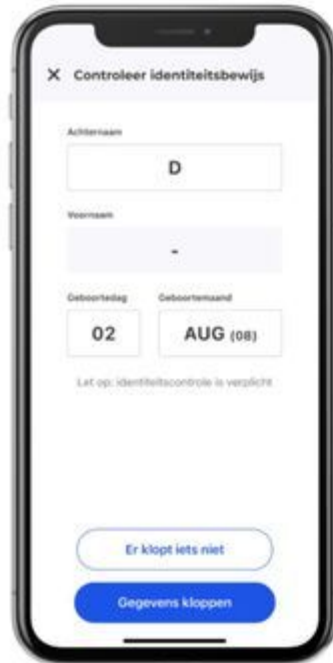 X Controleer identiteitsbewijs
Achternaam
D
Voornaam
-
Geboortedag Geboortemaand
02 AUG (08)
Let op: identiteitscontrole is verplicht
Er klopt iets niet
Gegevens kloppen